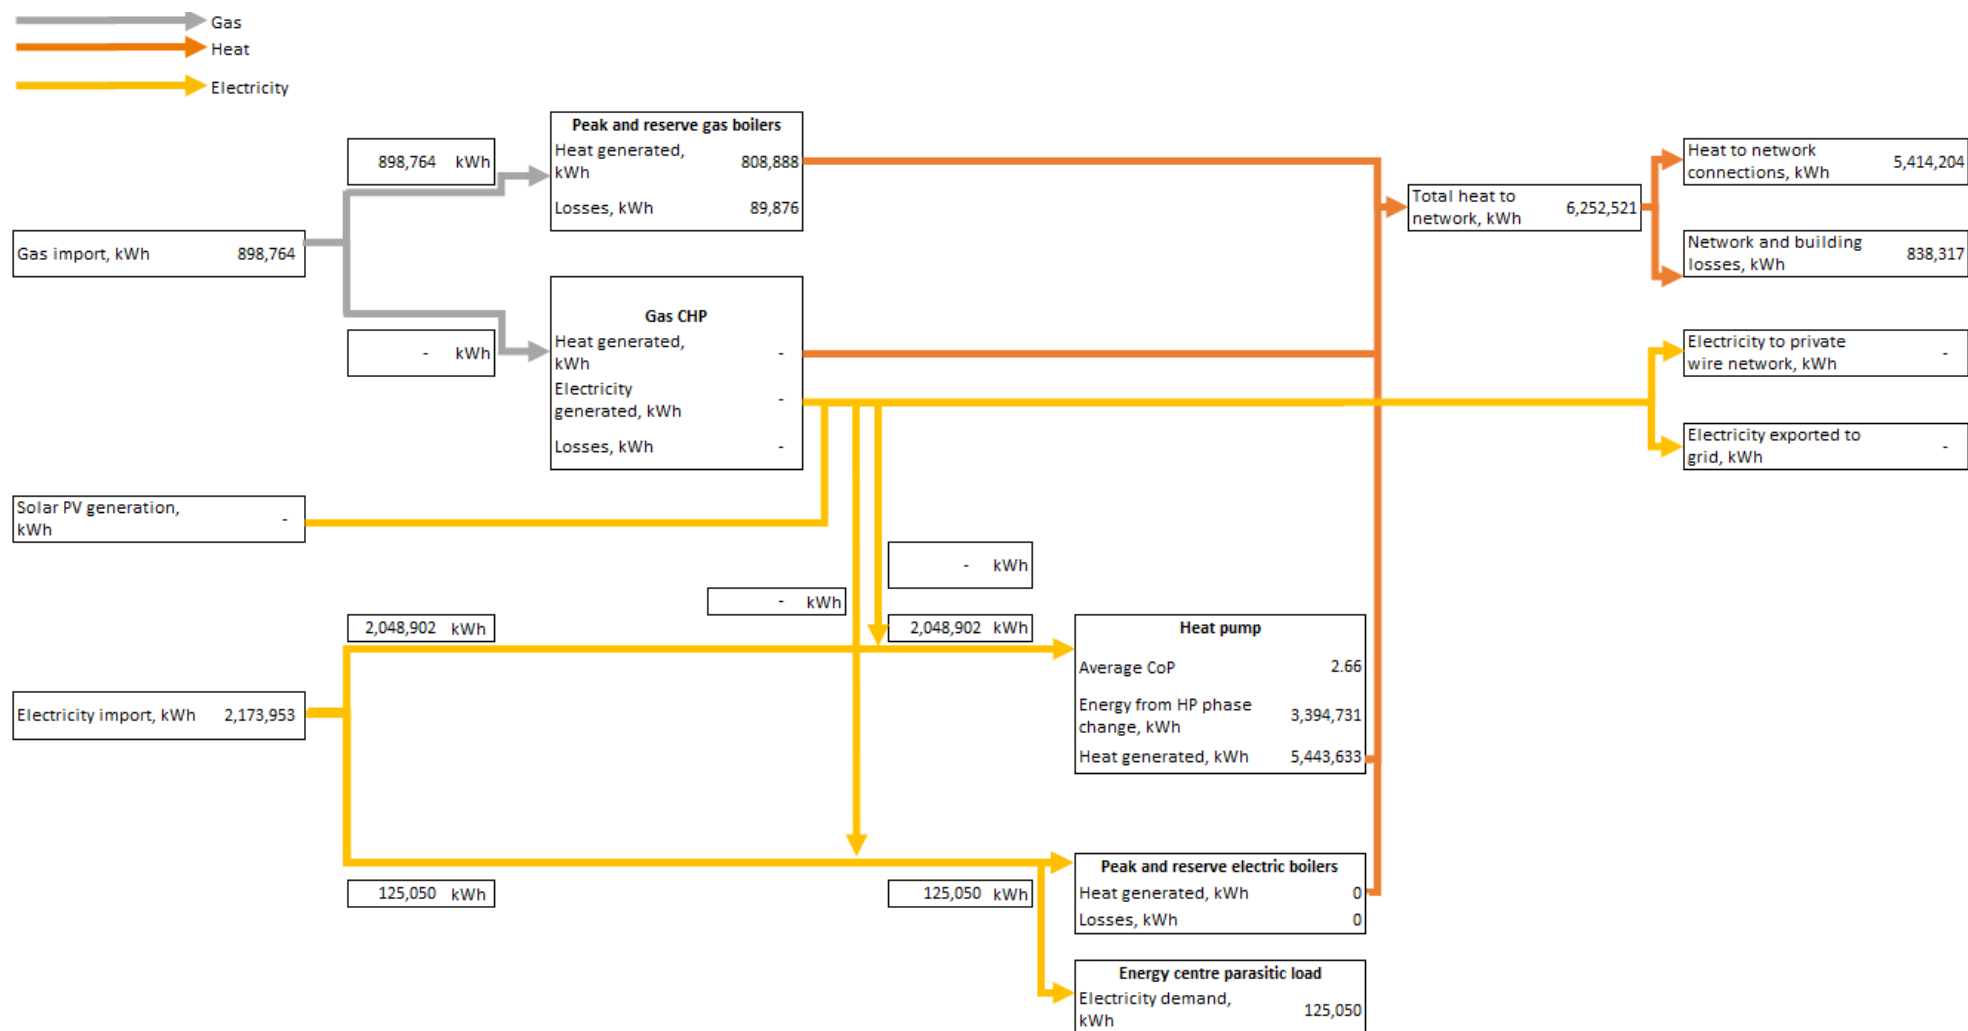 Gas
Heat
Electricity
Peak and reserve gas boilers
Heat generated,
kWh
808,888
Losses, kWh 89,876
898,764 kWh
Gas import, kWh 898,764
- kWh
Gas CHP
Heat generated,
kWh
-
Electricity
generated, kWh
-
Losses, kWh -
Total heat to
network, kWh
6,252,521
Heat to network
connections, kWh
5,414,204
Network and building
losses, kWh
838,317
Electricity to private
wire network, kWh
-
Electricity exported to
grid, kWh
-
Solar PV generation,
kWh
-
- kWh
- kWh
2,048,902 kWh
2,048,902 kWh
Heat pump
Average CoP 2.66
Energy from HP phase
change, kWh
3,394,731
Heat generated, kWh 5,443,633
Electricity import, kWh 2,173,953
125,050 kWh
125,050 kWh
Peak and reserve electric boilers
Heat generated, kWh 0
Losses, kWh 0
Energy centre parasitic load
Electricity demand,
kWh
125,050